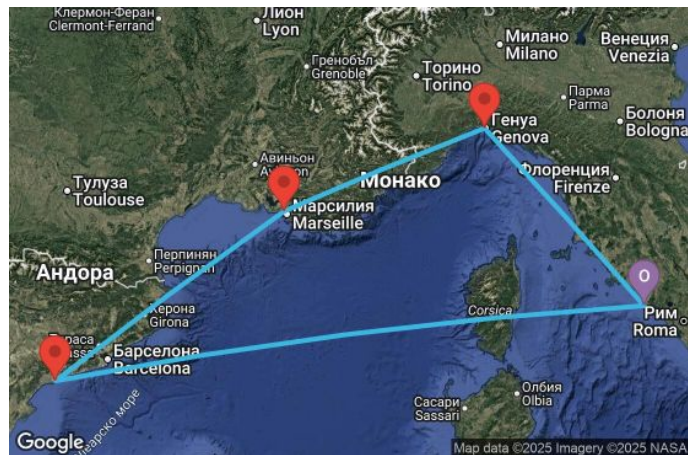 Клермон-Феран
Clermont-Ferrand
Лион
Lyon
Милано
Milano
Венеция
Venezia
Гренобъл
Grenoble
Торино
Torino
Парма
Parma
Генуа
Genova
Болоня
Bologna
Авиньон
Тулуза
Toulouse
Монако
Флоренция
Firenze
Марсилия
Marseille
Перпинян
Perpignan
Андора
O
Corsica
Рим
Roma
Херона
Girona
Барселона
Barcelona
Олбия
Olbia
Сасари
Sassari
море
Google
Map data ©2025 Imagery ©2025 NASA